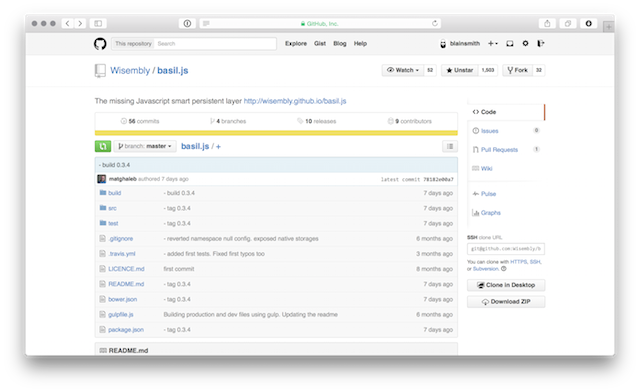 GitHub, Inc.
This repository Search Explore Gist Blog Help blainsmith
Wisembly / basil.js Watch 52 Unstar 1,503 Fork 32
The missing Javascript smart persistent layer http://wisembly.github.io/basil.js
56 commits 4 branches 10 releases 9 contributors
branch: master basil.js / +
- build 0.3.4
matghaleb authored 7 days ago latest commit 78182e00a7
build - build 0.3.4 7 days ago
src - tag 0.3.4 7 days ago
test - tag 0.3.4 7 days ago
.gitignore - reverted namespace null config. exposed native storages 6 months ago
.travis.yml - added first tests. Fixed first typos too 3 months ago
LICENCE.md first commit 8 months ago
README.md - tag 0.3.4 7 days ago
bower.json - tag 0.3.4 7 days ago
gulpfile.js Building production and dev files using gulp. Updating the readme 6 months ago
package.json - tag 0.3.4 7 days ago
README.md
Code
Issues 0
Pull Requests 1
Wiki
Pulse
Graphs
SSH clone URL
git@github.com:wisembly/b
You can clone with HTTPS, SSH,
or Subversion.
Clone in Desktop
Download ZIP